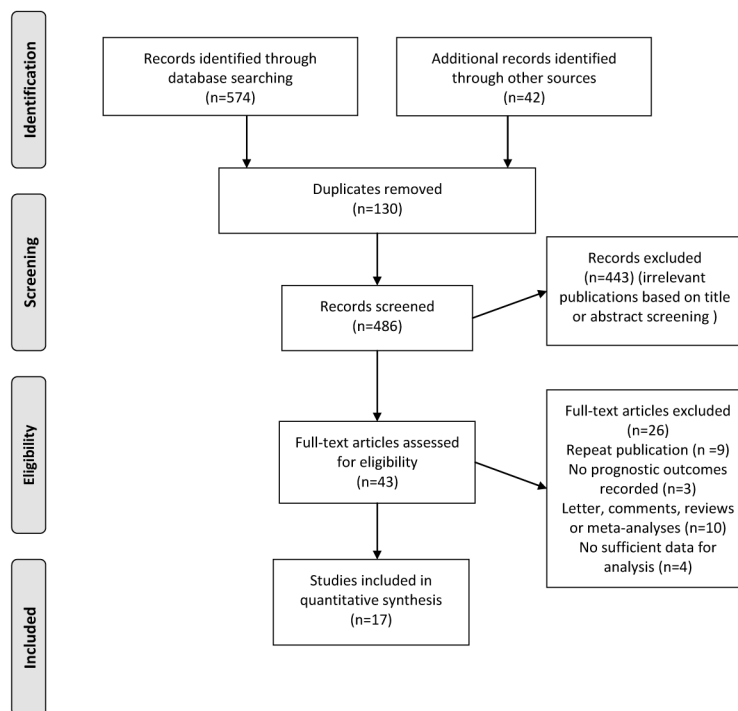 Identification
Records identified through
database searching
(n=574)
Additional records identified
through other sources
(n=42)
Duplicates removed
(n=130)
Screening
Records screened
(n=486)
Records excluded
(n=443) (irrelevant
publications based on title
or abstract screening )
Eligibility
Full-text articles assessed
for eligibility
(n=43)
Full-text articles excluded
(n=26)
Repeat publication (n =9)
No prognostic outcomes
recorded (n=3)
Letter, comments, reviews
or meta-analyses (n=10)
No sufficient data for
analysis (n=4)
Included
Studies included in
quantitative synthesis
(n=17)